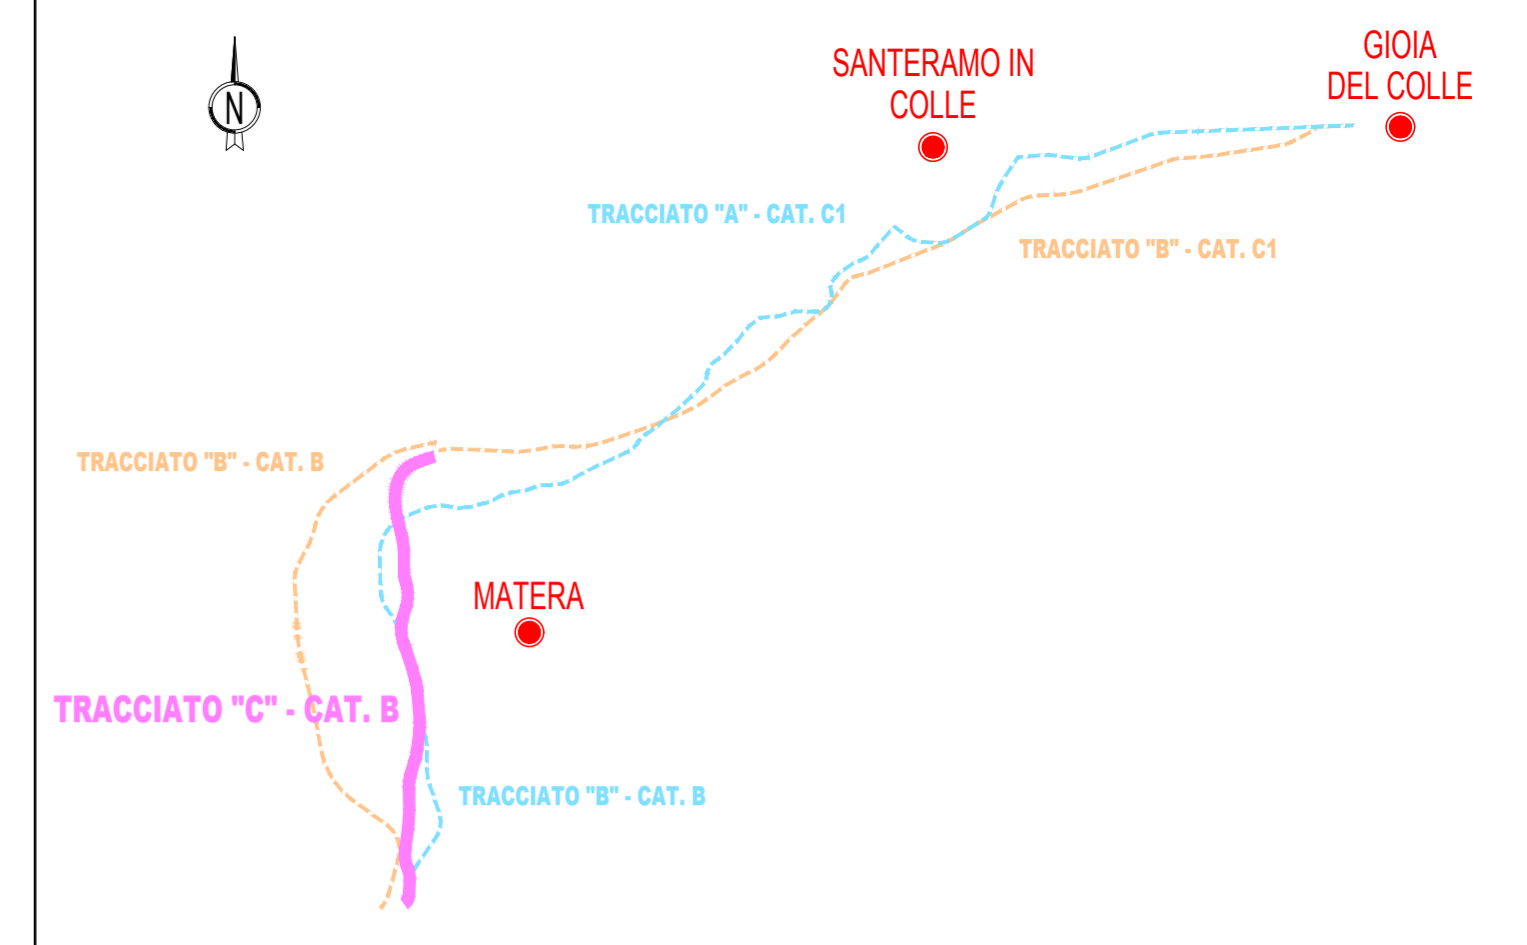 GIOIA
DEL COLLE
SANTERAMO IN
COLLE
N
TRACCIATO "A" - CAT. C1
TRACCIATO "B" - CAT. C1
TRACCIATO "B" - CAT. B
MATERA
TRACCIATO "C" - CAT. B
TRACCIATO "B" - CAT. B